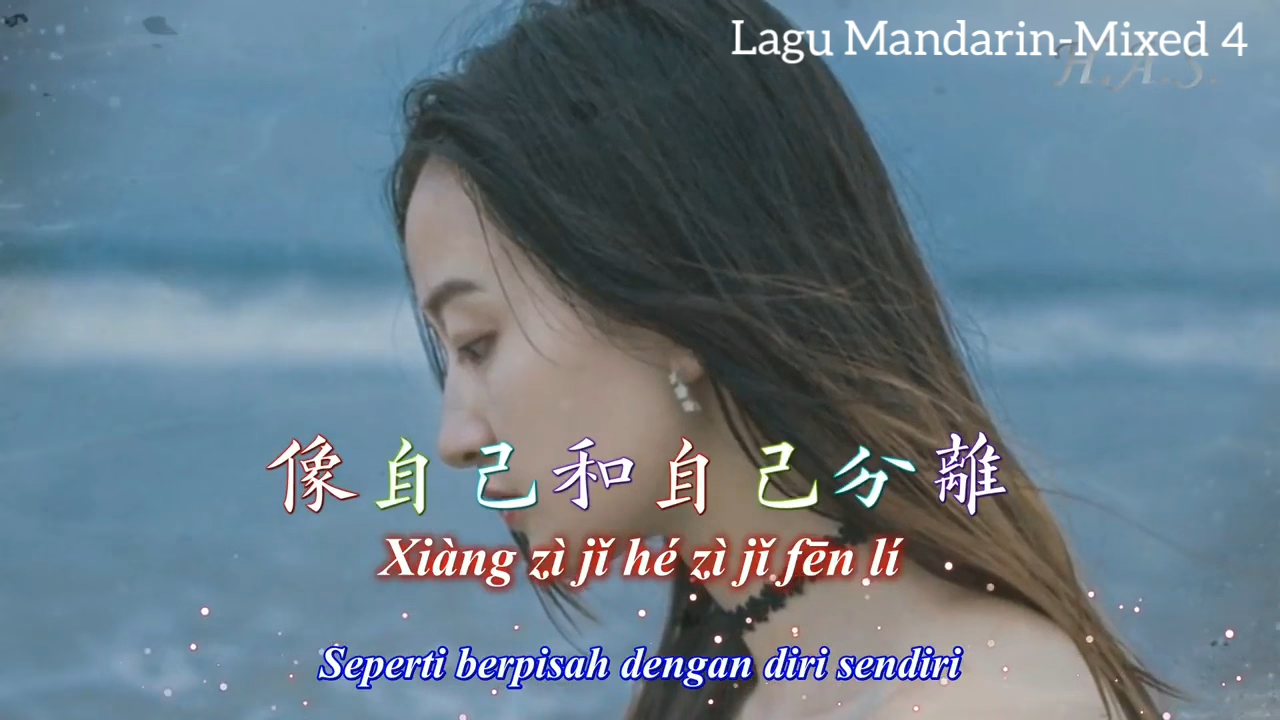 Lagu Mandarin-Mixed 4
H.A.S.
像自己和自己分離
Xiàng zì jǐ hé zì jǐ fēn lí
Seperti berpisah dengan diri sendiri